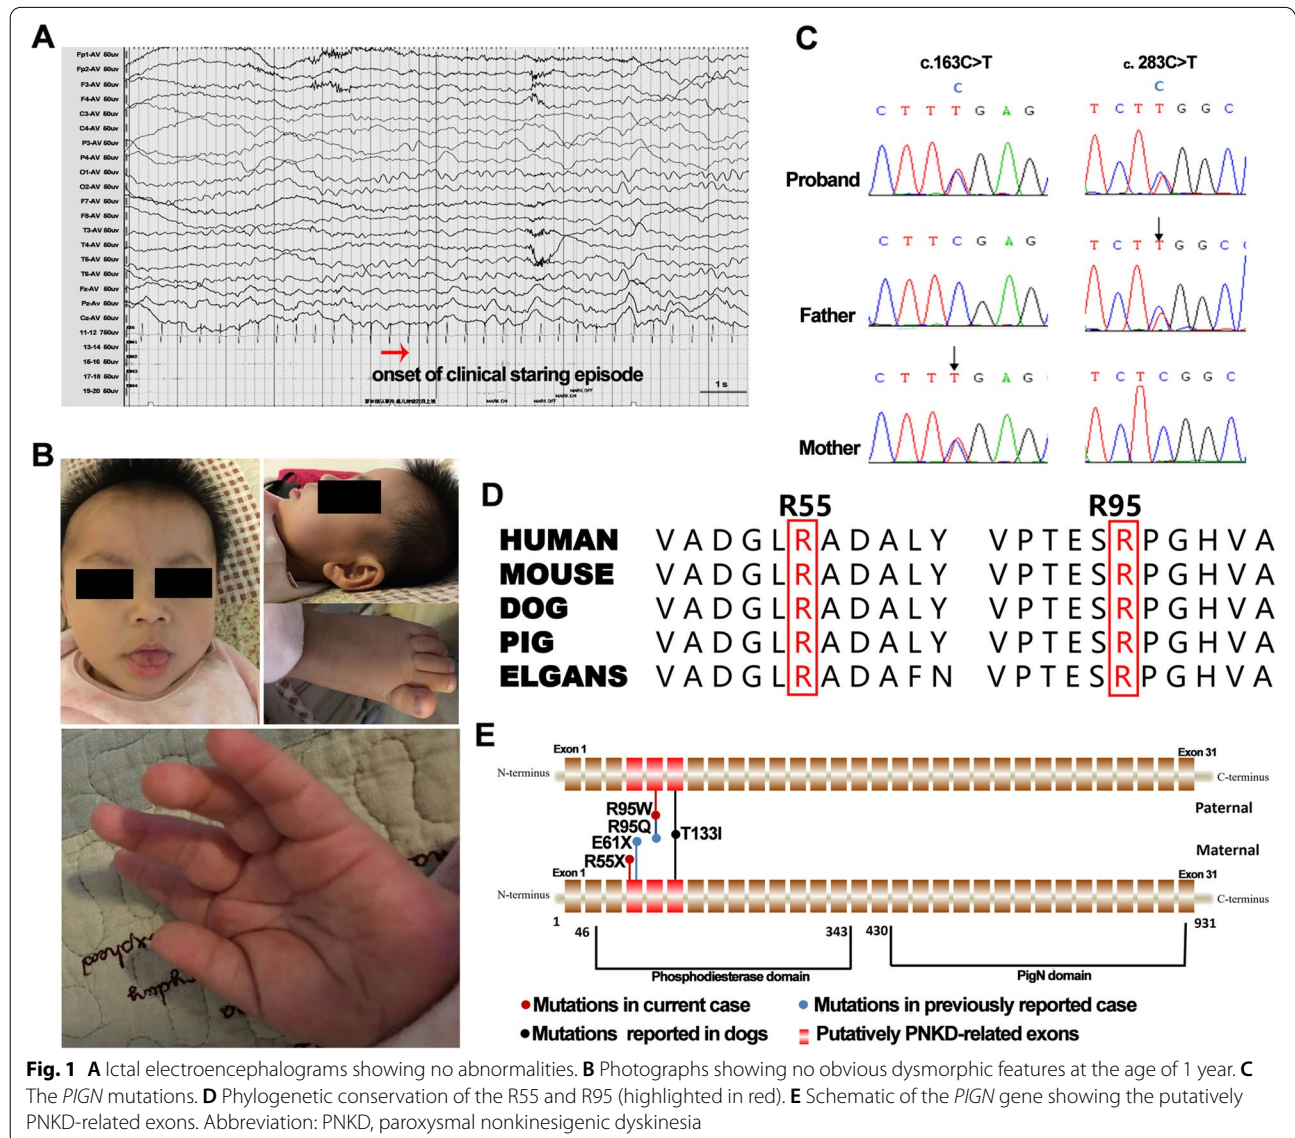 A
Fp1-AV 50uv
Fp2-AV 50uv
F3-AV 50uv
F4-AV 50uv
C3-AV 50uv
C4-AV 50uv
P3-AV 50uv
P4-AV 50uv
O1-AV 50uv
O2-AV 50uv
F7-AV 50uv
F8-AV 50uv
T3-AV 50uv
T4-AV 50uv
T5-AV 50uv
T6-AV 50uv
Fz-AV 50uv
Pz-Av 50uv
Cz-AV 50uv
11-12 750uv
13-14 50uv
15-16 50uv
17-18 50uv
19-20 50uv
onset of clinical staring episode
1 s
MARK ON
MARK OFF
MARK ON
MARK OFF
B
C
c.163C>T
c. 283C>T
C
C
C T T T G A G
T C T T G G C
Proband
C T T C G A G
T C T T G G C
Father
C T T T G A G
T C T C G G C
Mother
D
R55
R95
HUMAN V A D G L R A D A L Y V P T E S R P G H V A
MOUSE V A D G L R A D A L Y V P T E S R P G H V A
DOG V A D G L R A D A L Y V P T E S R P G H V A
PIG V A D G L R A D A L Y V P T E S R P G H V A
ELGANS V A D G L R A D A F N V P T E S R P G H V A
E
Exon 1
Exon 31
N-terminus
C-terminus
Paternal
R95W
R95Q
E61X
T133I
R55X
Maternal
Exon 1
Exon 31
N-terminus
C-terminus
1
46
343
430
931
Phosphodiesterase domain
PigN domain
Mutations in current case
Mutations in previously reported case
Mutations reported in dogs
Putatively PNKD-related exons
Fig. 1 A Ictal electroencephalograms showing no abnormalities. B Photographs showing no obvious dysmorphic features at the age of 1 year. C
The PIGN mutations. D Phylogenetic conservation of the R55 and R95 (highlighted in red). E Schematic of the PIGN gene showing the putatively
PNKD-related exons. Abbreviation: PNKD, paroxysmal nonkinesigenic dyskinesia